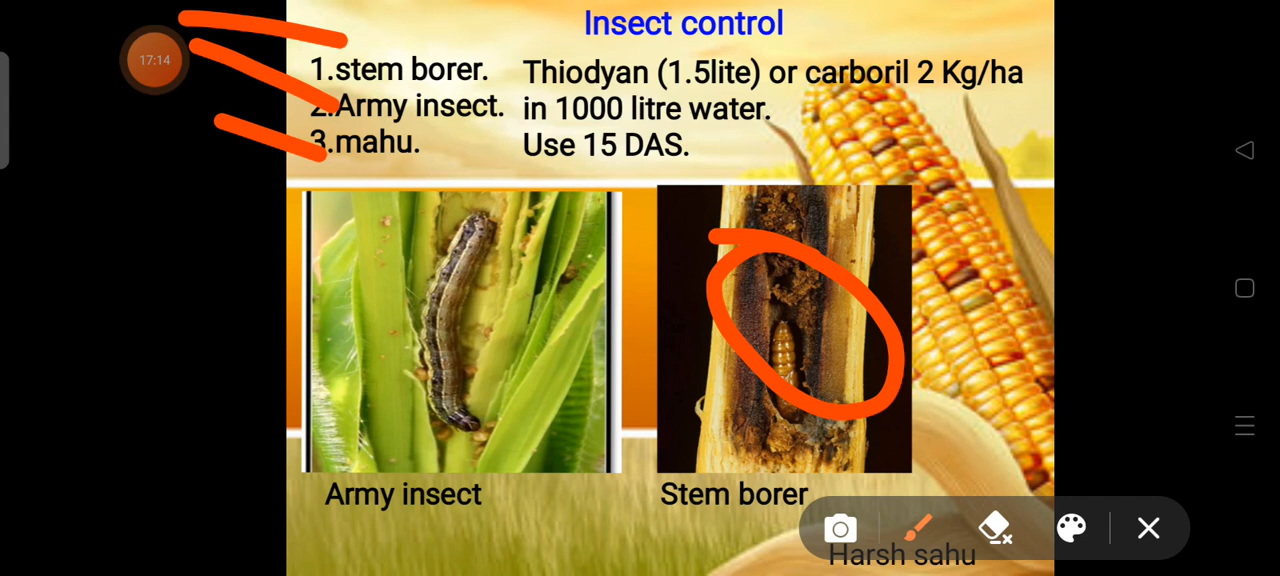 17:14
Insect control
1.stem borer.
2.Army insect.
3.mahu.
Thiodyan (1.5lite) or carboril 2 Kg/ha
in 1000 litre water.
Use 15 DAS.
Army insect
Stem borer
Harsh sahu